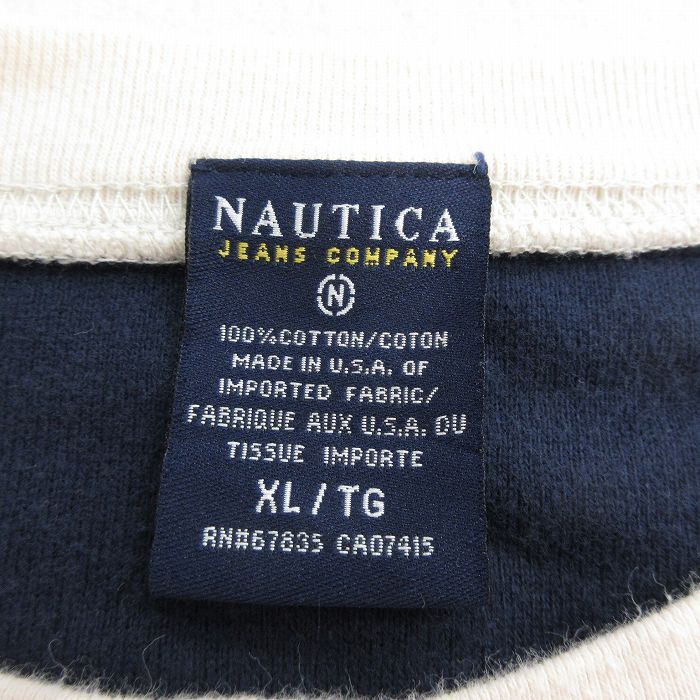 NAUTICA
JEANS COMPANY
N
100%COTTON/COTON
MADE IN U.S.A. OF
IMPORTED FABRIC/
FABRIQUE AUX U.S.A. DU
TISSUE IMPORTE
XL/TG
RN#67835 CA07415